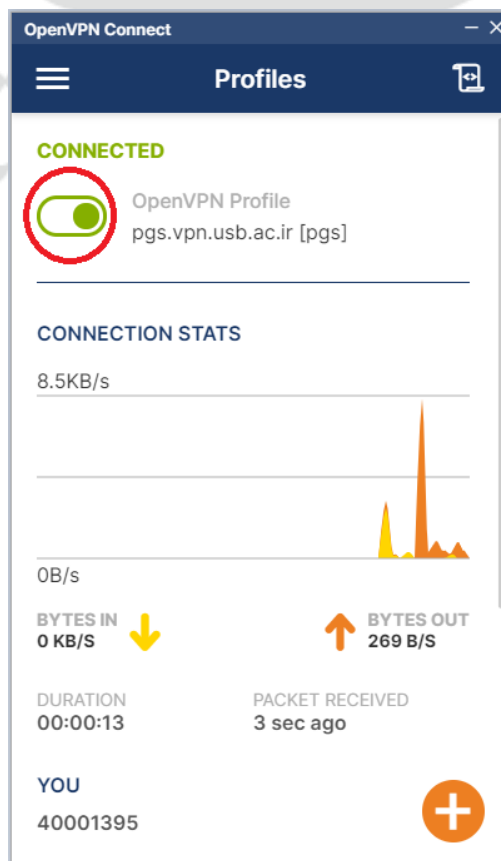 OpenVPN Connect
Profiles
CONNECTED
OpenVPN Profile
pgs.vpn.usb.ac.ir [pgs]
CONNECTION STATS
8.5KB/s
0B/s
BYTES IN
0 KB/S
BYTES OUT
269 B/S
DURATION
00:00:13
PACKET RECEIVED
3 sec ago
YOU
40001395